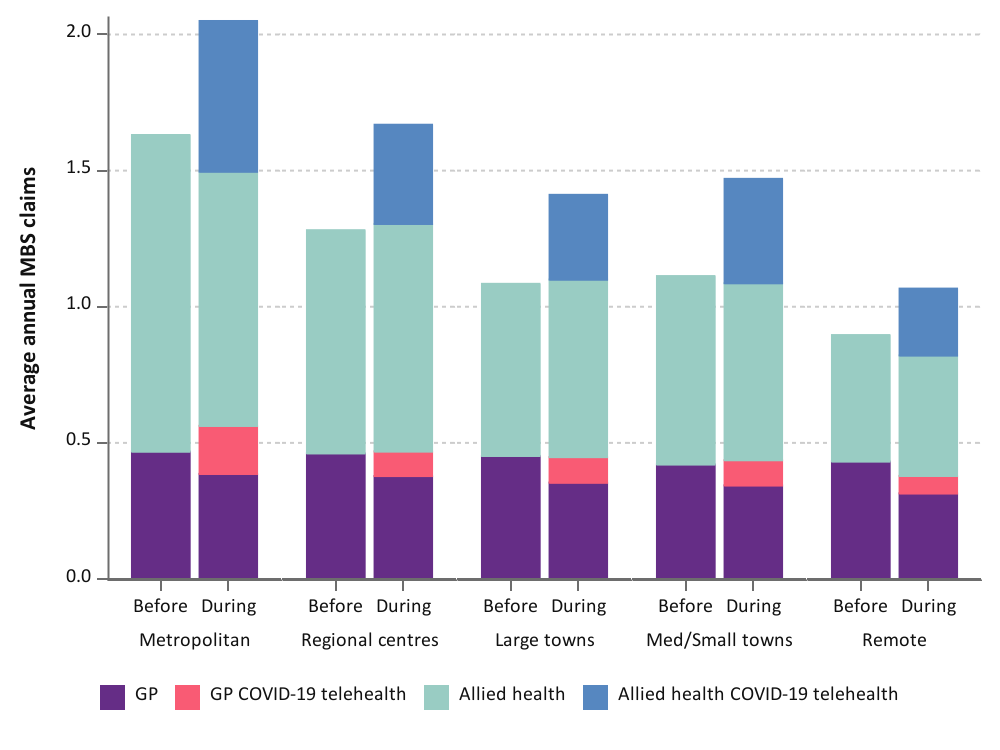 Average annual MBS claims
2.0
1.5
1.0
0.5
0.0
Before During Before During Before During Before During Before During
Metropolitan Regional centres Large towns Med/Small towns Remote
GP GP COVID-19 telehealth Allied health Allied health COVID-19 telehealth